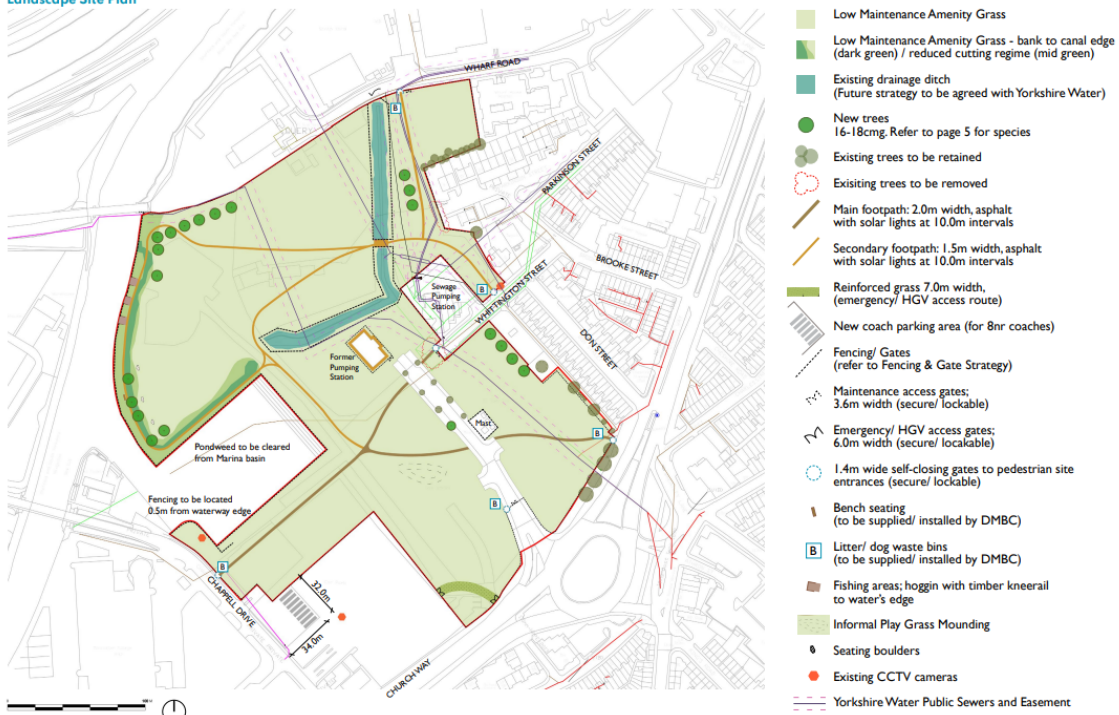 Landscape Site Plan
WHARF ROAD
B
PARKINSON STREET
BROOKE STREET
Sewage
Pumping
Station
B
WHITTINGTON STREET
DON STREET
Former
Pumping
Station
Mast
B
Pondweed to be cleared
from Marina basin
B
Fencing to be located
0.5m from waterway edge
B
CHAPPELL DRIVE
32.0m
34.0m
CHURCH WAY
Low Maintenance Amenity Grass
Low Maintenance Amenity Grass - bank to canal edge
(dark green) / reduced cutting regime (mid green)
Existing drainage ditch
(Future strategy to be agreed with Yorkshire Water)
New trees
16-18cmg. Refer to page 5 for species
Existing trees to be retained
Exisiting trees to be removed
Main footpath: 2.0m width, asphalt
with solar lights at 10.0m intervals
Secondary footpath: 1.5m width, asphalt
with solar lights at 10.0m intervals
Reinforced grass 7.0m width,
(emergency/ HGV access route)
New coach parking area (for 8nr coaches)
Fencing/ Gates
(refer to Fencing & Gate Strategy)
Maintenance access gates;
3.6m width (secure/ lockable)
Emergency/ HGV access gates;
6.0m width (secure/ locakable)
1.4m wide self-closing gates to pedestrian site
entrances (secure/ lockable)
Bench seating
(to be supplied/ installed by DMBC)
B
Litter/ dog waste bins
(to be supplied/ installed by DMBC)
Fishing areas; hoggin with timber kneerail
to water's edge
Informal Play Grass Mounding
Seating boulders
Existing CCTV cameras
Yorkshire Water Public Sewers and Easement